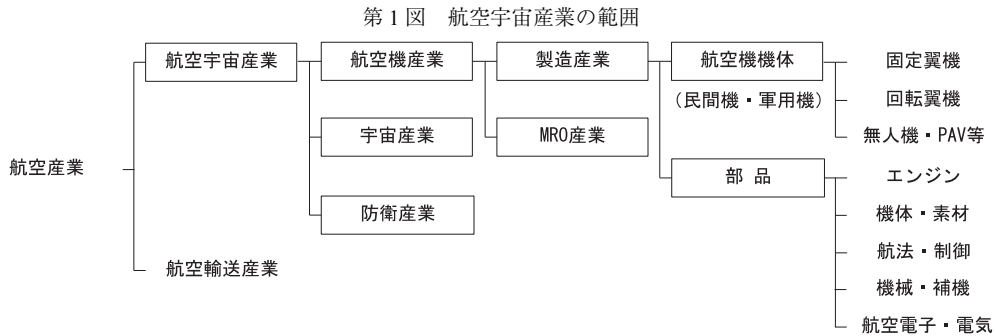 第1図　航空宇宙産業の範囲
航空宇宙産業 航空機産業 製造産業 航空機機体 固定翼機
(民間機・軍用機) 回転翼機
宇宙産業 MRO産業 無人機・PAV等
航空産業 部 品 エンジン
防衛産業 機体・素材
航空輸送産業 航法・制御
機械・補機
航空電子・電気